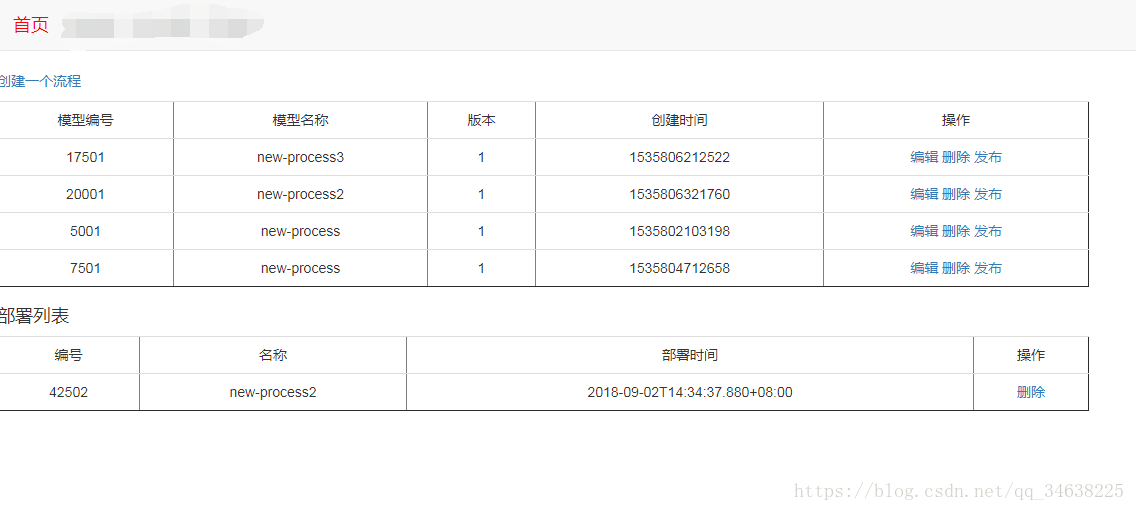 首页
创建一个流程
模型编号 模型名称 版本 创建时间 操作
17501 new-process3 1 1535806212522 编辑 删除 发布
20001 new-process2 1 1535806321760 编辑 删除 发布
5001 new-process 1 1535802103198 编辑 删除 发布
7501 new-process 1 1535804712658 编辑 删除 发布
部署列表
编号 名称 部署时间 操作
42502 new-process2 2018-09-02T14:34:37.880+08:00 删除
https://blog.csdn.net/qq_34638225